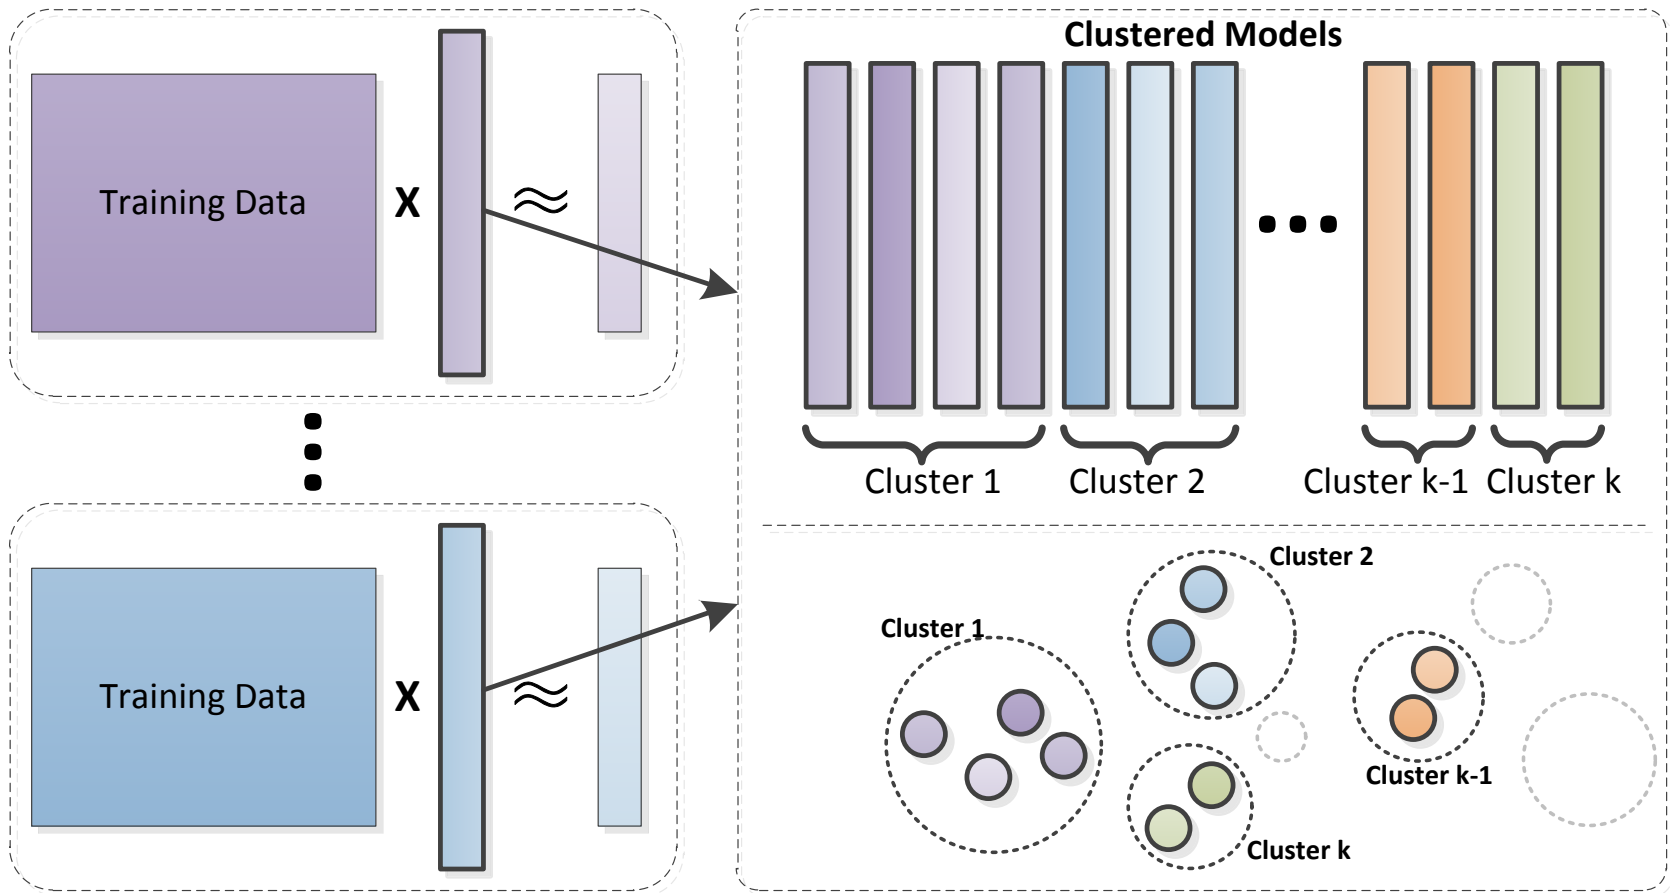 Training Data X ≈
Training Data X ≈
Clustered Models
Cluster 1 Cluster 2 Cluster k-1 Cluster k
Cluster 2
Cluster 1
Cluster k-1
Cluster k